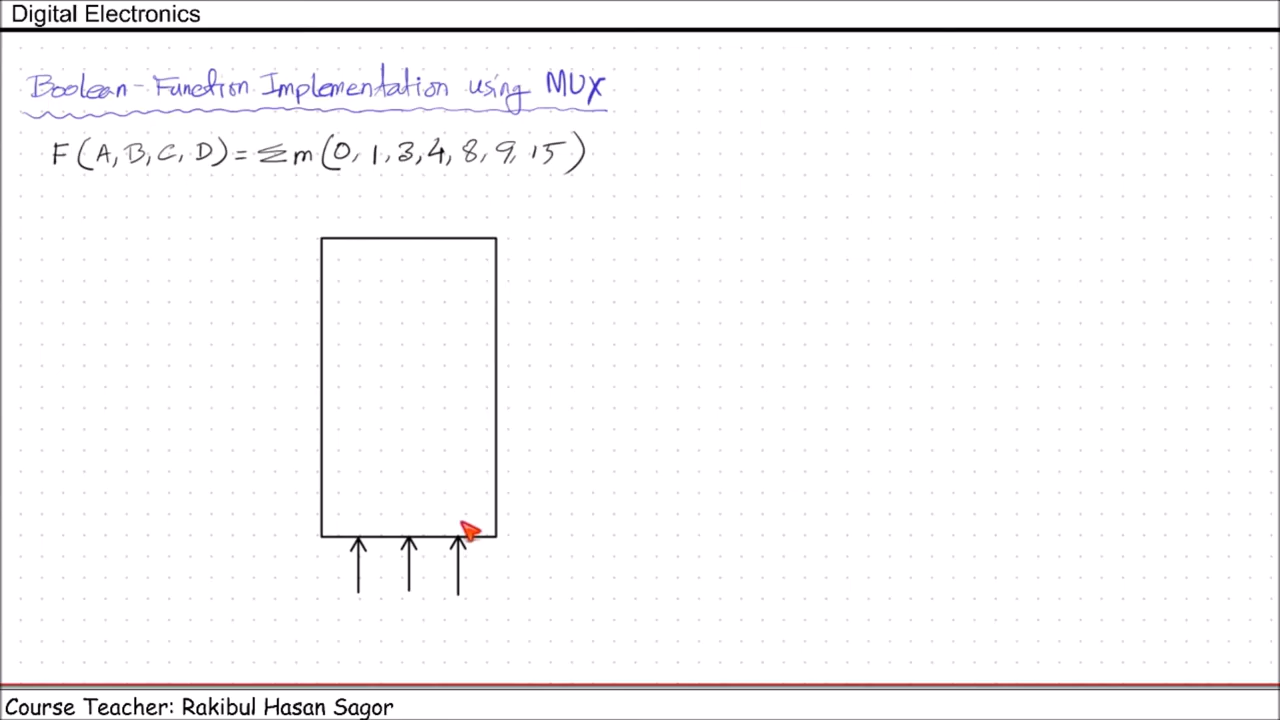 Digital Electronics
Boolean-Function Implementation using MUX
F(A, B, C, D) = Σm(0, 1, 3, 4, 8, 9, 15)
Course Teacher: Rakibul Hasan Sagor